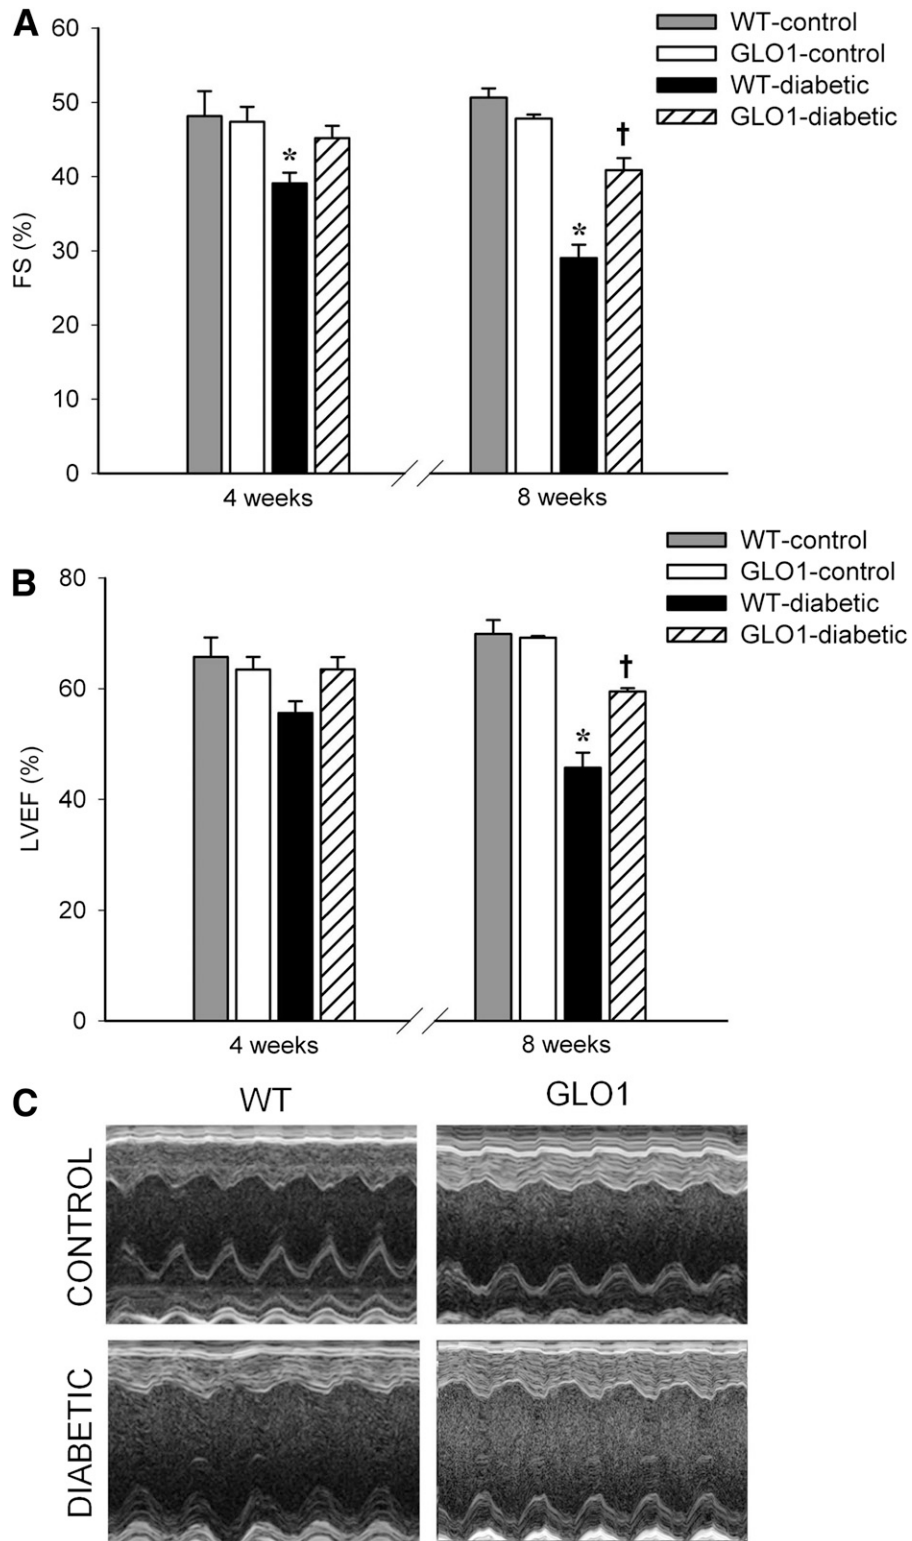 A
60
50
40
30
20
10
0
FS (%)
WT-control
GLO1-control
WT-diabetic
GLO1-diabetic
*
*
†
4 weeks
8 weeks
B
80
60
40
20
0
LVEF (%)
WT-control
GLO1-control
WT-diabetic
GLO1-diabetic
*
†
4 weeks
8 weeks
C
WT
GLO1
CONTROL
DIABETIC